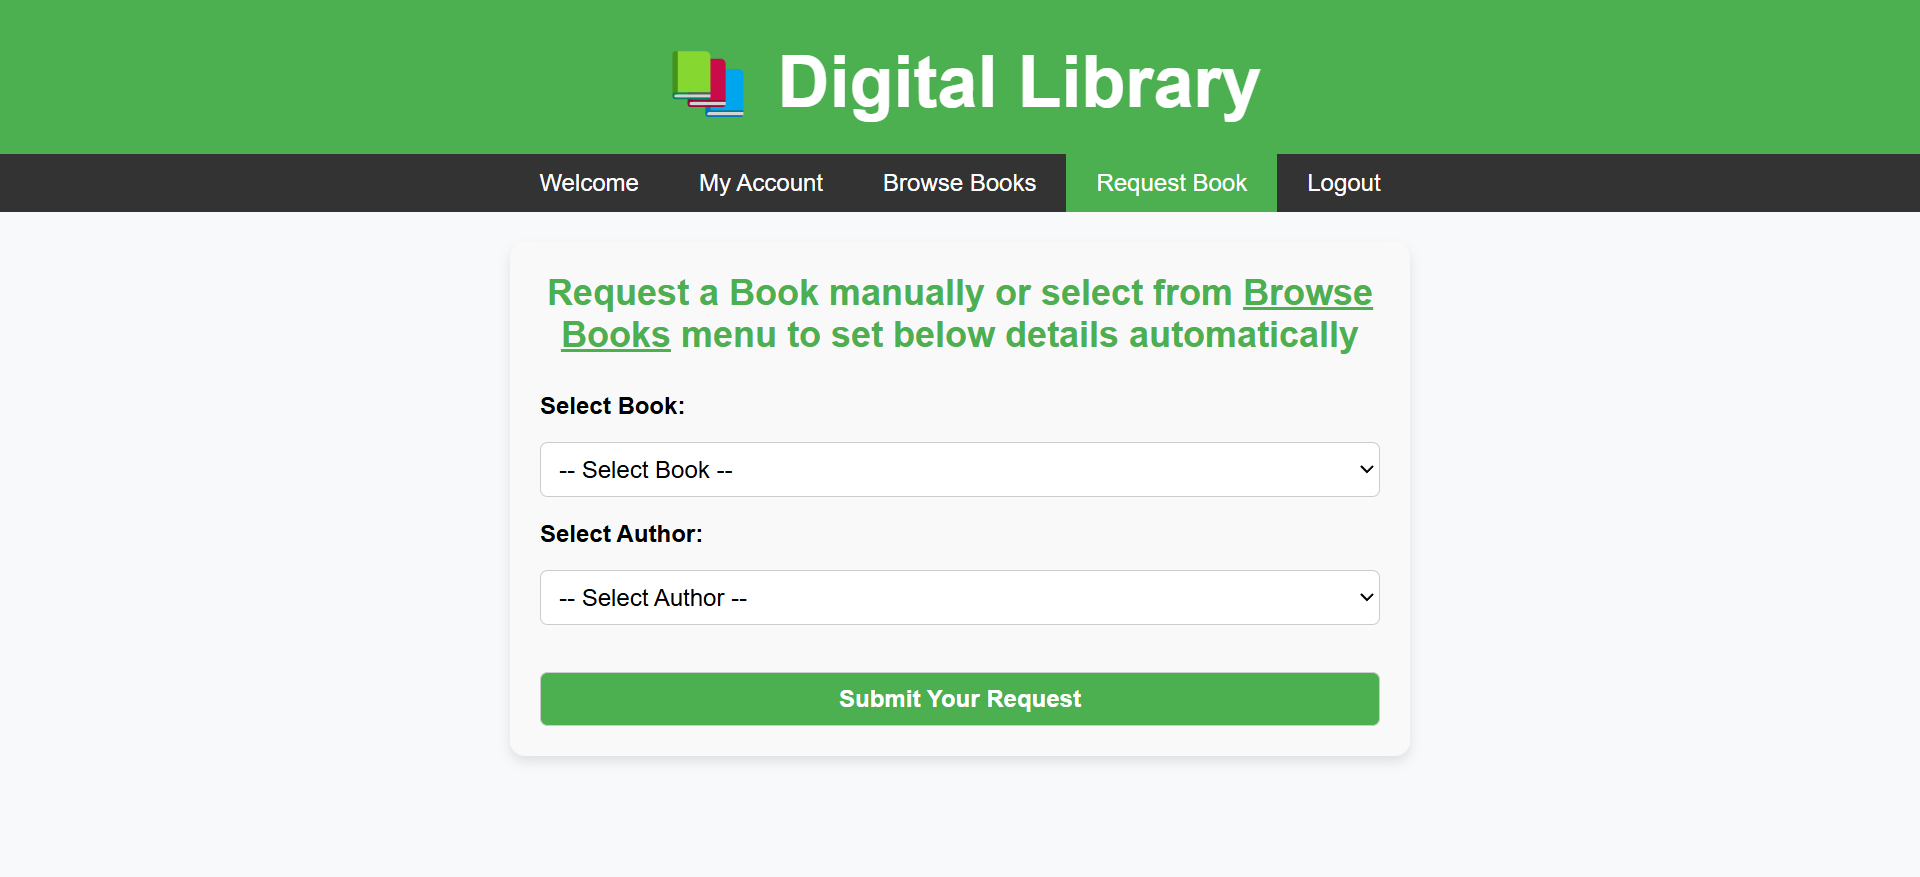 Digital Library
Welcome My Account Browse Books Request Book Logout
Request a Book manually or select from Browse
Books menu to set below details automatically
Select Book:
-- Select Book --
Select Author:
-- Select Author --
Submit Your Request